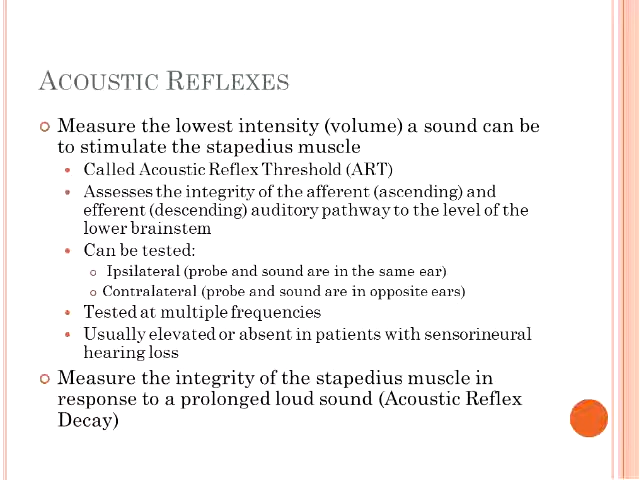 ACOUSTIC REFLEXES
Measure the lowest intensity (volume) a sound can be
to stimulate the stapedius muscle
Called Acoustic Reflex Threshold (ART)
Assesses the integrity of the afferent (ascending) and
efferent (descending) auditory pathway to the level of the
lower brainstem
Can be tested:
Ipsilateral (probe and sound are in the same ear)
Contralateral (probe and sound are in opposite ears)
Tested at multiple frequencies
Usually elevated or absent in patients with sensorineural
hearing loss
Measure the integrity of the stapedius muscle in
response to a prolonged loud sound (Acoustic Reflex
Decay)